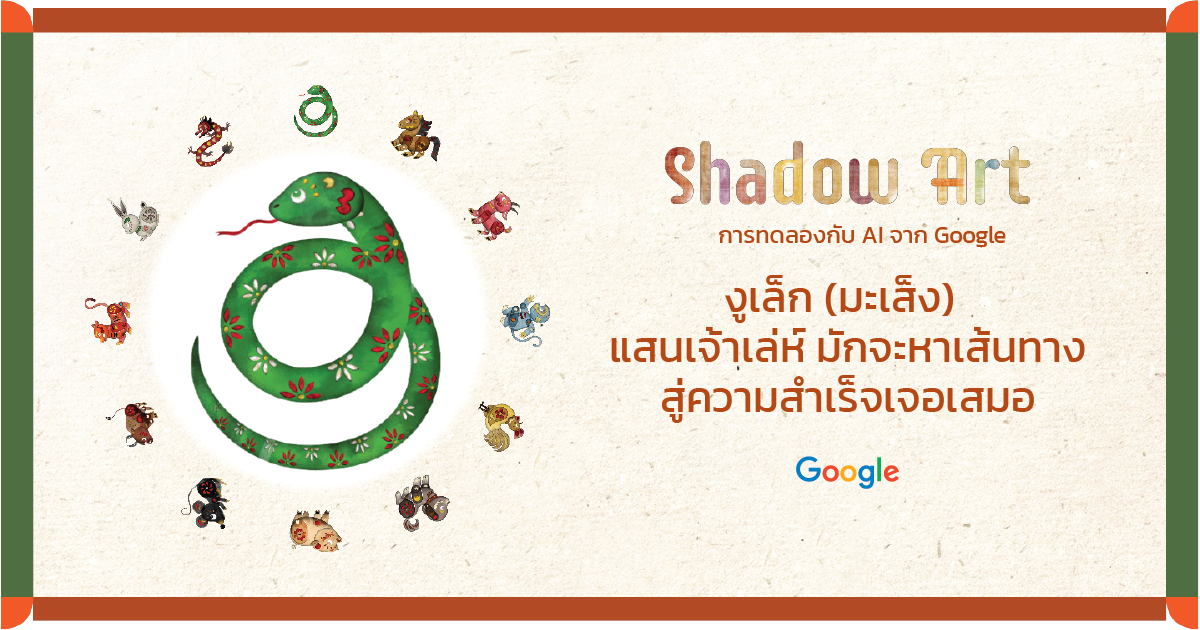 Shadow Art
การทดลองกับ AI จาก Google
งูเล็ก (มะเส็ง)
แสนเจ้าเล่ห์ มักจะหาเส้นทาง
สู่ความสำเร็จเจอเสมอ
Google